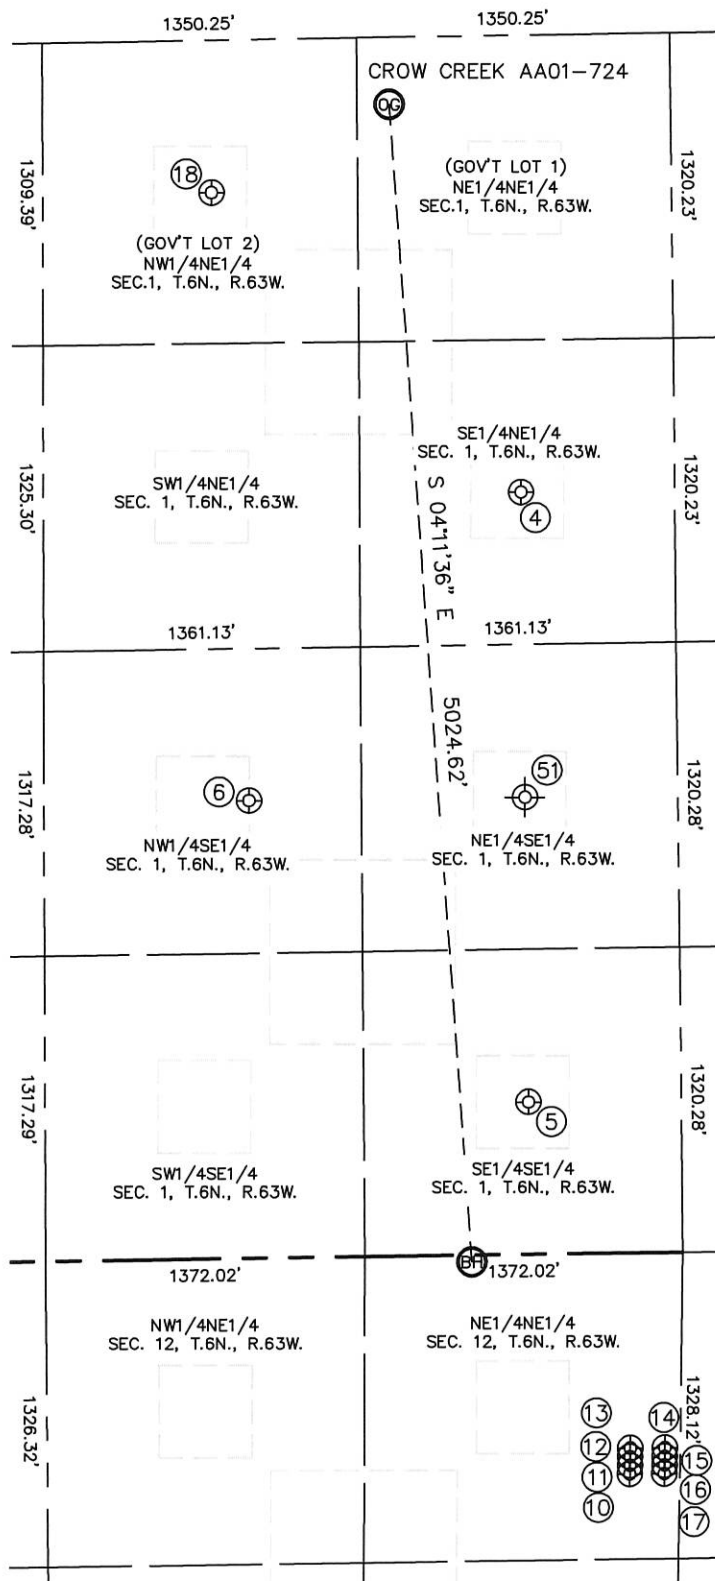 1350.25'
1350.25'
CROW CREEK AA01-724
OG
18
1309.39'
(GOV'T LOT 1)
NE1/4NE1/4
SEC.1, T.6N., R.63W.
1320.23'
(GOV'T LOT 2)
NW1/4NE1/4
SEC.1, T.6N., R.63W.
SE1/4NE1/4
SEC. 1, T.6N., R.63W.
SW1/4NE1/4
SEC. 1, T.6N., R.63W.
1325.30'
S 04°11'36" E
4
1320.23'
1361.13'
1361.13'
5024.62'
51
6
1317.28'
1320.28'
NW1/4SE1/4
SEC. 1, T.6N., R.63W.
NE1/4SE1/4
SEC. 1, T.6N., R.63W.
1317.29'
5
1320.28'
SW1/4SE1/4
SEC. 1, T.6N., R.63W.
SE1/4SE1/4
SEC. 1, T.6N., R.63W.
BH
1372.02'
1372.02'
NW1/4NE1/4
SEC. 12, T.6N., R.63W.
NE1/4NE1/4
SEC. 12, T.6N., R.63W.
1326.32'
1328.12'
13
14
12
15
11
16
10
17